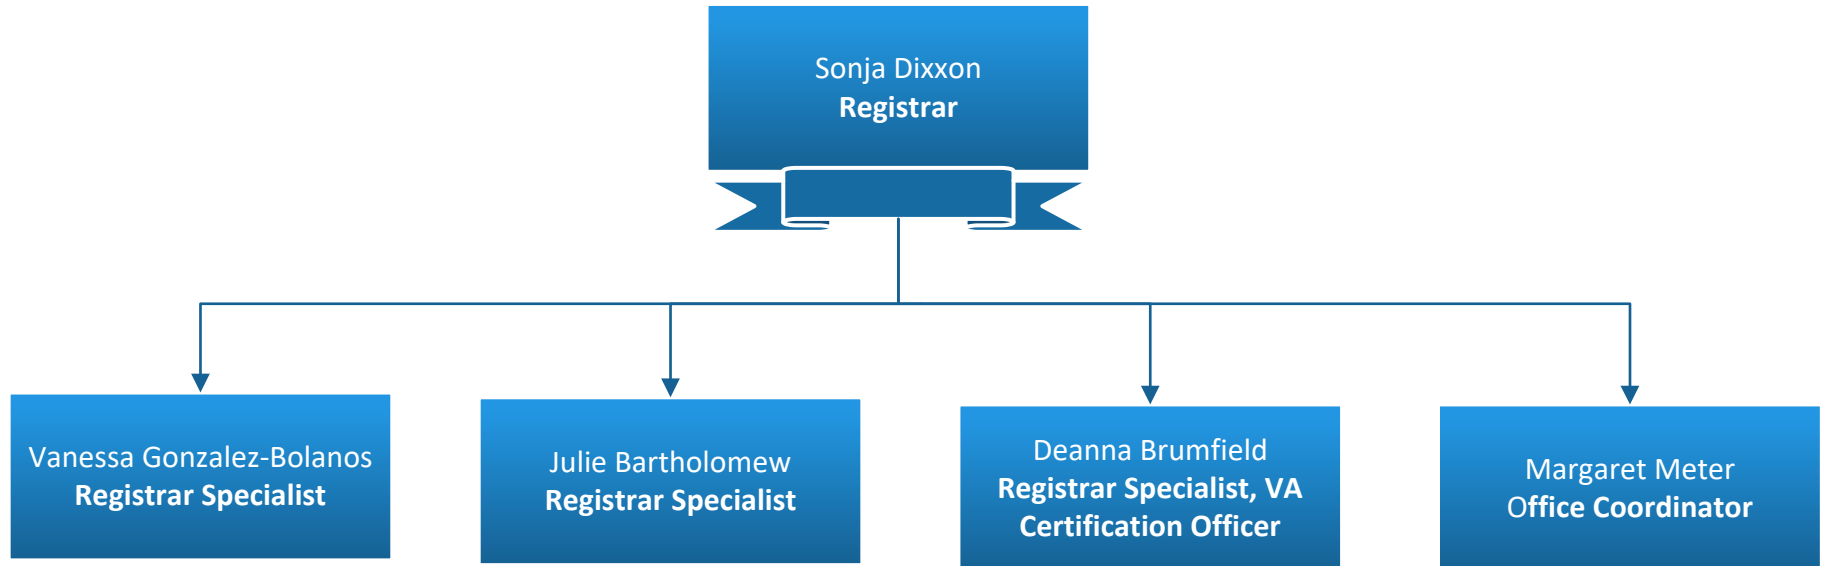 Sonja Dixxon
Registrar
Vanessa Gonzalez-Bolanos
Registrar Specialist
Julie Bartholomew
Registrar Specialist
Deanna Brumfield
Registrar Specialist, VA
Certification Officer
Margaret Meter
Office Coordinator